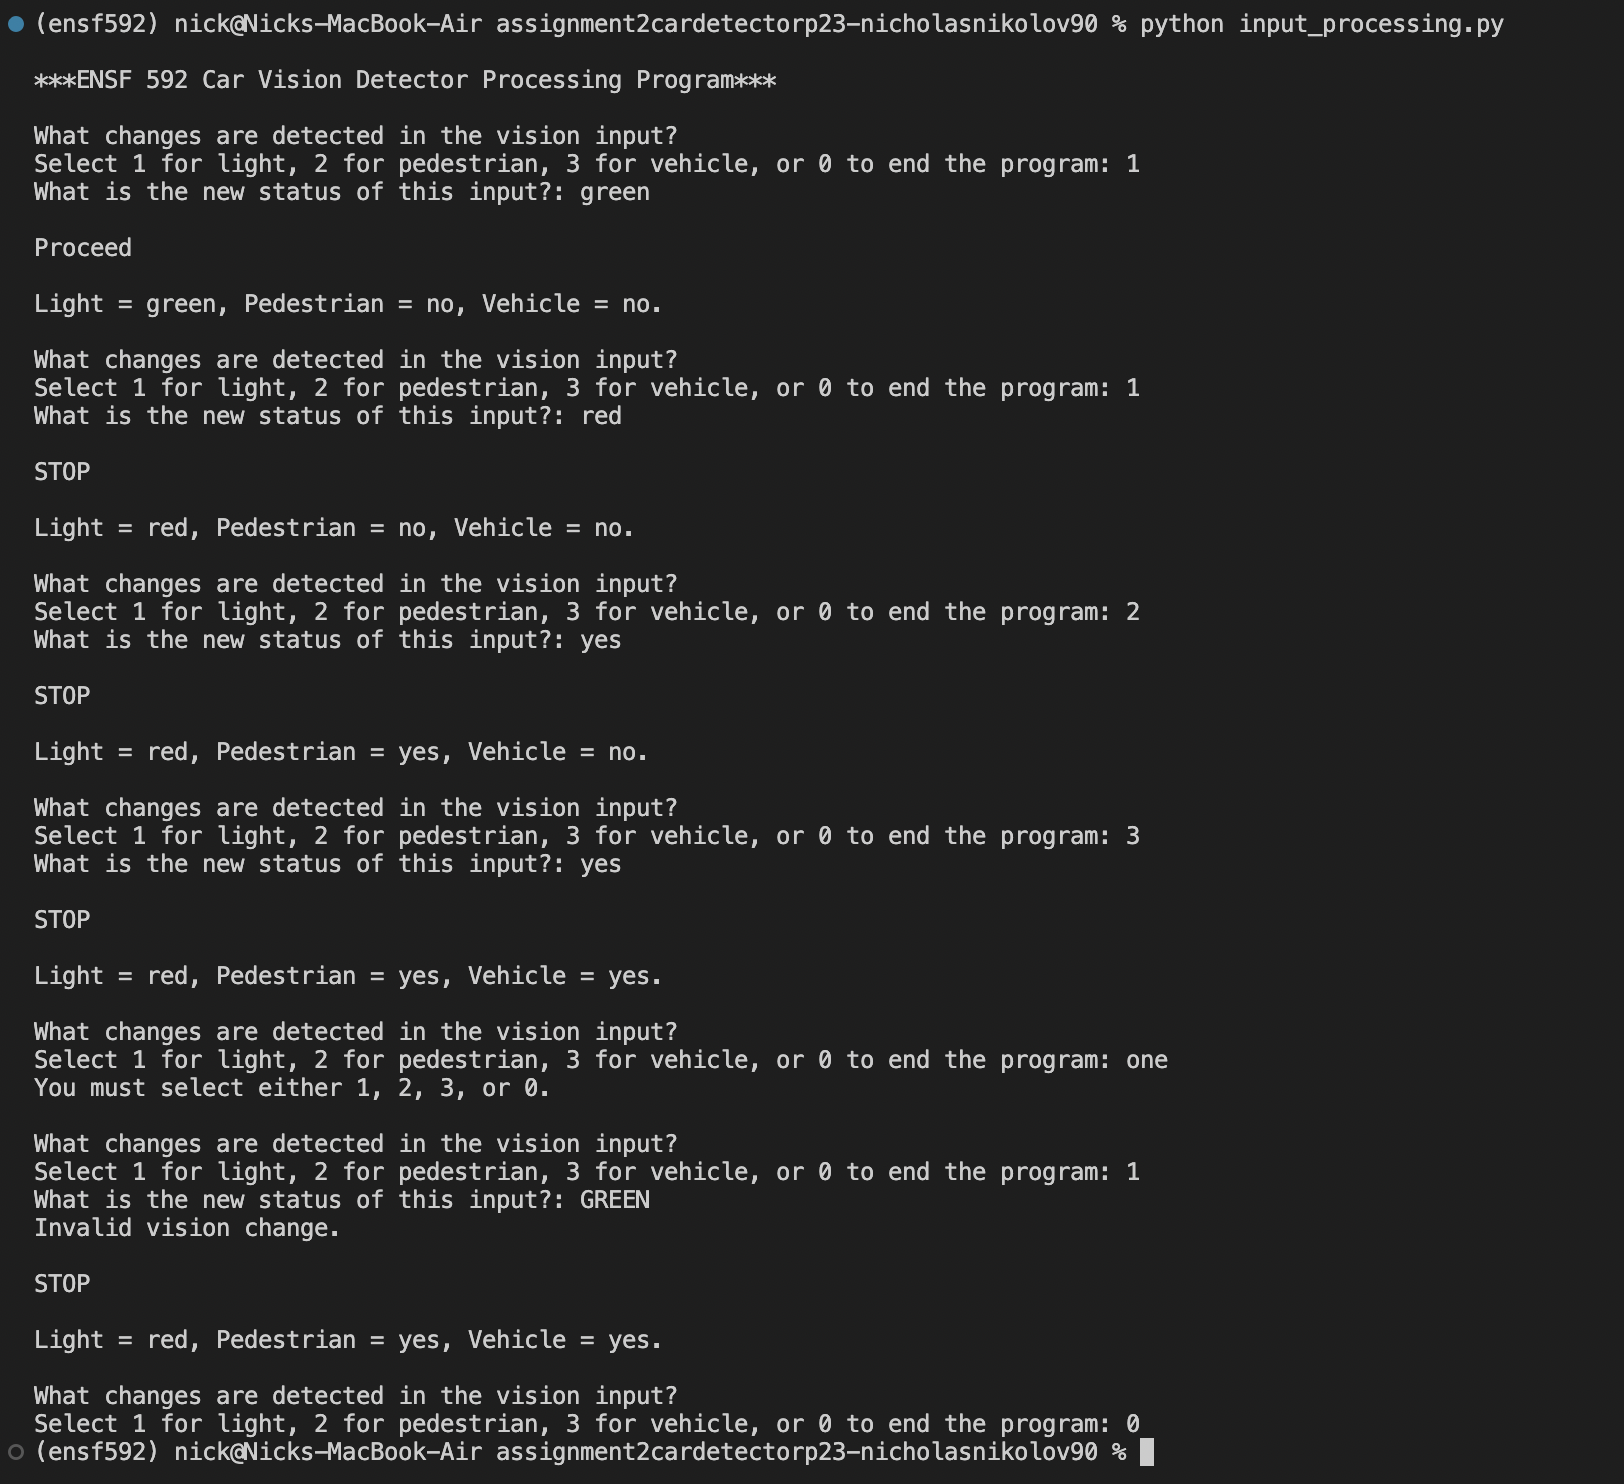 (ensf592) nick@Nicks-MacBook-Air assignment2cardetectorp23-nicholasnikolov90 % python input_processing.py
***ENSF 592 Car Vision Detector Processing Program***
What changes are detected in the vision input?
Select 1 for light, 2 for pedestrian, 3 for vehicle, or 0 to end the program: 1
What is the new status of this input?: green
Proceed
Light = green, Pedestrian = no, Vehicle = no.
What changes are detected in the vision input?
Select 1 for light, 2 for pedestrian, 3 for vehicle, or 0 to end the program: 1
What is the new status of this input?: red
STOP
Light = red, Pedestrian = no, Vehicle = no.
What changes are detected in the vision input?
Select 1 for light, 2 for pedestrian, 3 for vehicle, or 0 to end the program: 2
What is the new status of this input?: yes
STOP
Light = red, Pedestrian = yes, Vehicle = no.
What changes are detected in the vision input?
Select 1 for light, 2 for pedestrian, 3 for vehicle, or 0 to end the program: 3
What is the new status of this input?: yes
STOP
Light = red, Pedestrian = yes, Vehicle = yes.
What changes are detected in the vision input?
Select 1 for light, 2 for pedestrian, 3 for vehicle, or 0 to end the program: one
You must select either 1, 2, 3, or 0.
What changes are detected in the vision input?
Select 1 for light, 2 for pedestrian, 3 for vehicle, or 0 to end the program: 1
What is the new status of this input?: GREEN
Invalid vision change.
STOP
Light = red, Pedestrian = yes, Vehicle = yes.
What changes are detected in the vision input?
Select 1 for light, 2 for pedestrian, 3 for vehicle, or 0 to end the program: 0
(ensf592) nick@Nicks-MacBook-Air assignment2cardetectorp23-nicholasnikolov90 %